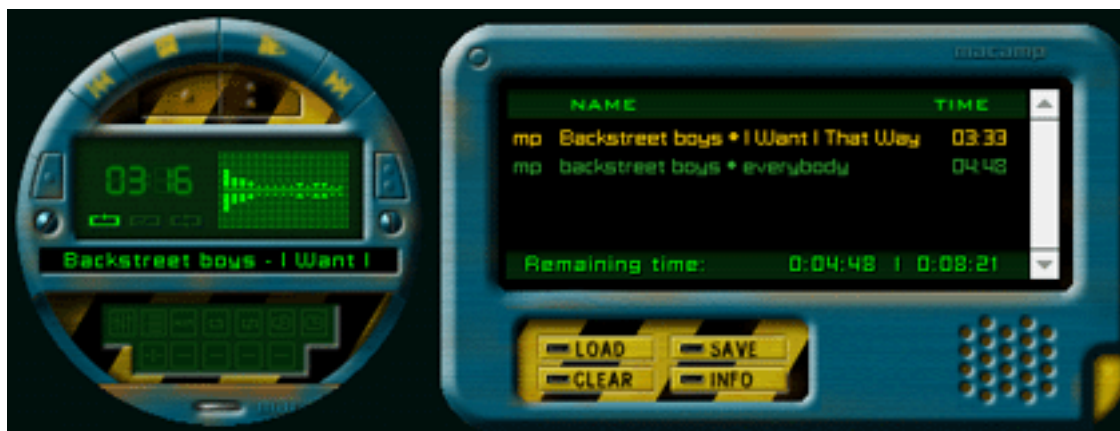 03:16
Backstreet boys - I Want I
macamp
NAME TIME
mp Backstreet boys * I Want I That Way 03:33
mp backstreet boys * everybody 04:48
Remaining time: 0:04:48 | 0:08:21
LOAD SAVE
CLEAR INFO